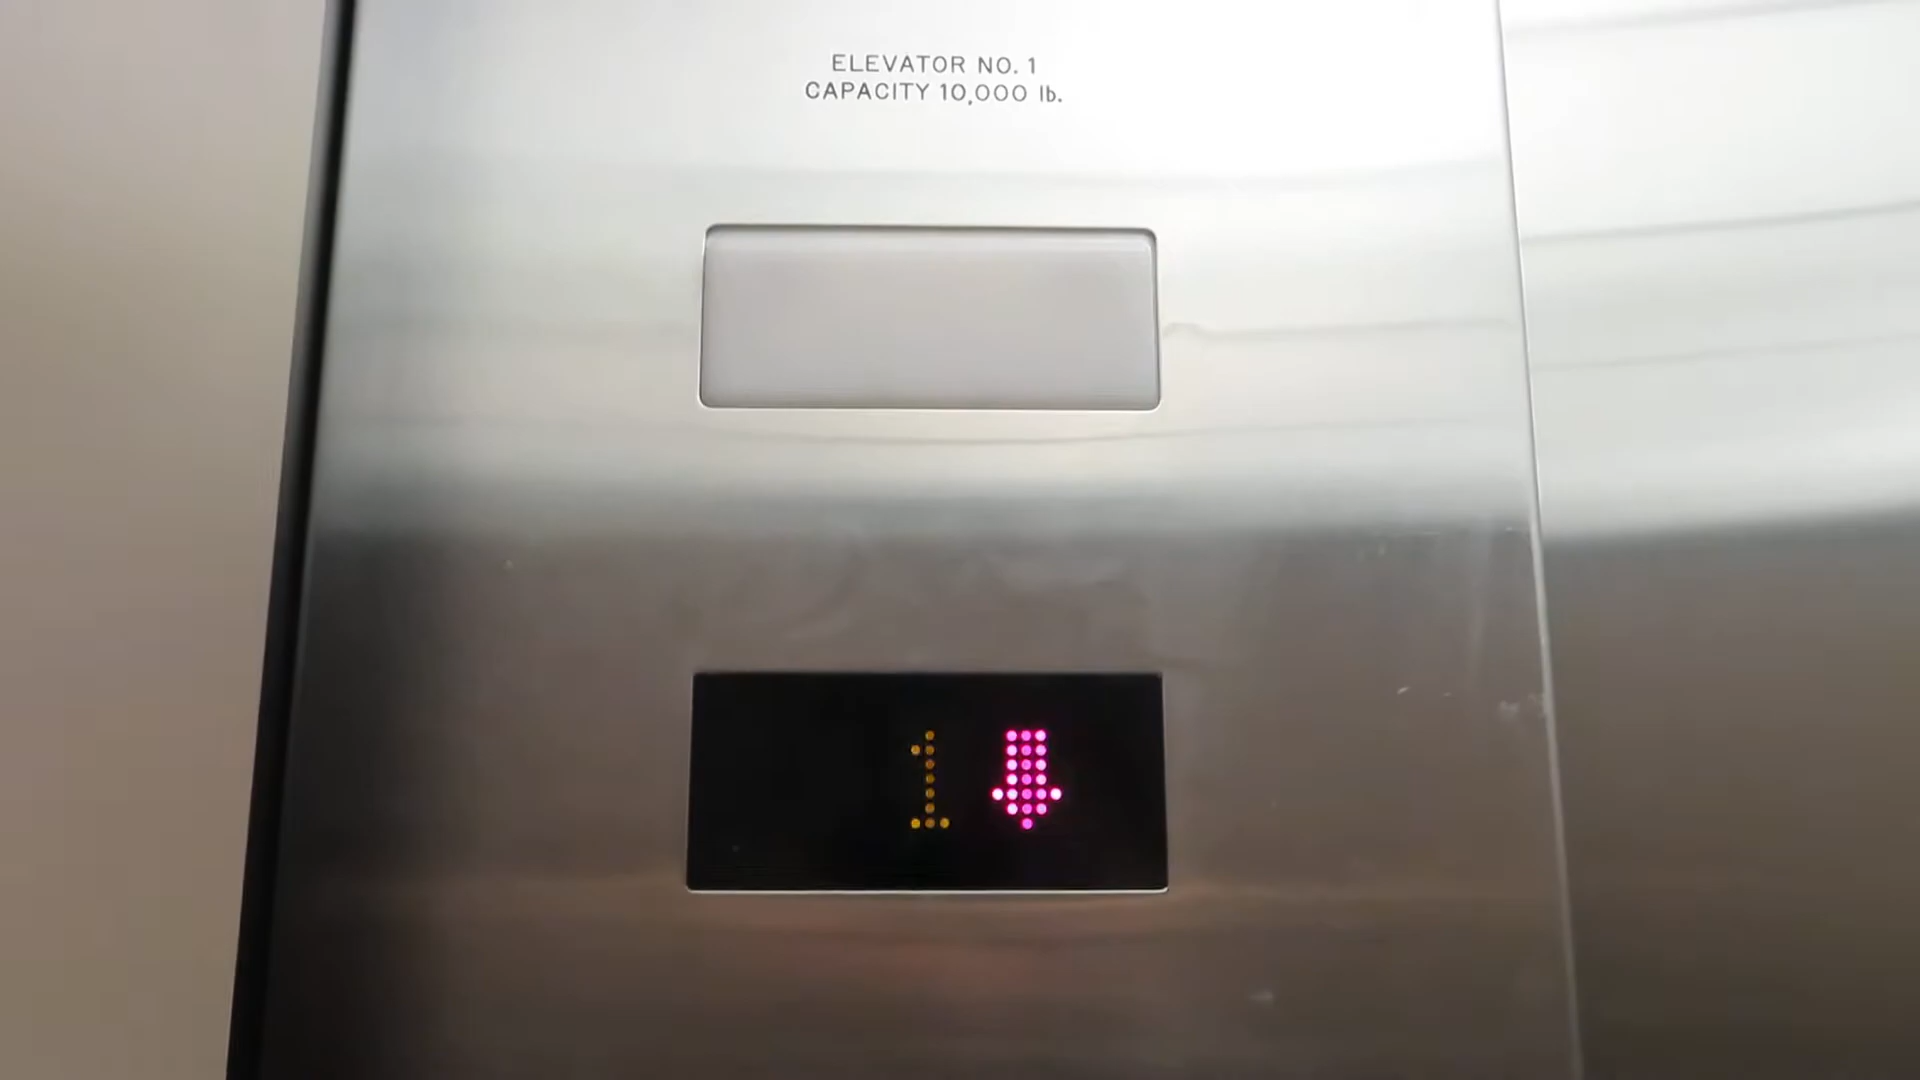 ELEVATOR NO. 1
CAPACITY 10,000 lb.
1